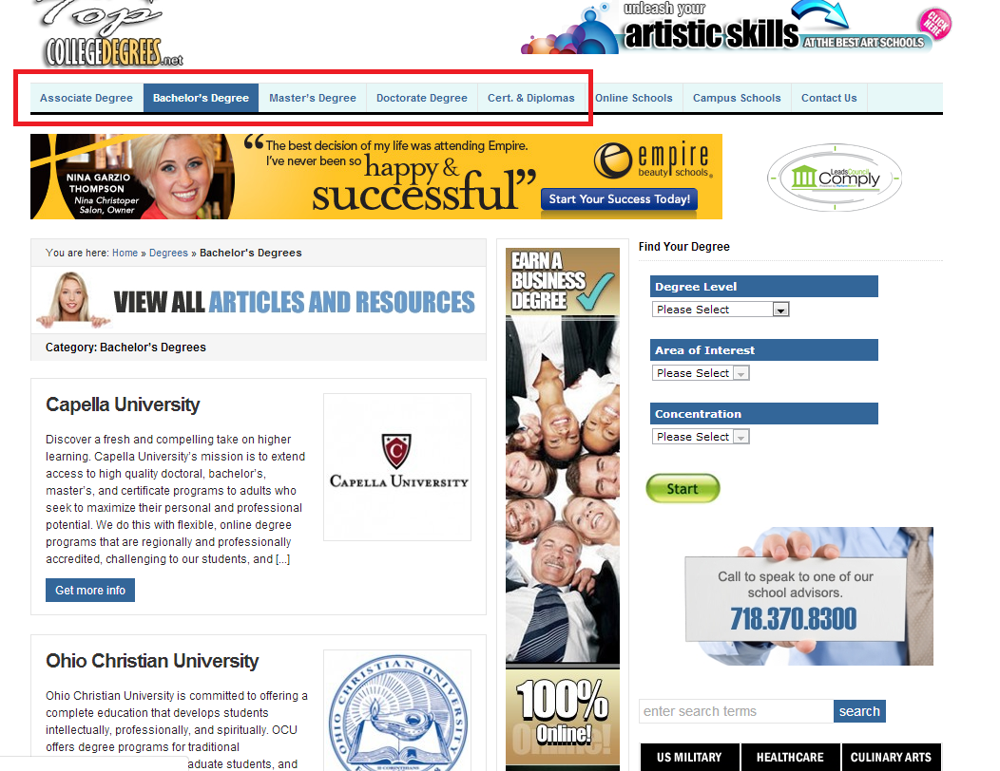 Top
COLLEGEDEGREES.net
unleash your
artistic skills
AT THE BEST ART SCHOOLS
CLICK HERE
Associate Degree
Bachelor's Degree
Master's Degree
Doctorate Degree
Cert. & Diplomas
Online Schools
Campus Schools
Contact Us
NINA GARZIO
THOMPSON
Nina Christoper
Salon, Owner
“The best decision of my life was attending Empire.
I've never been so happy &
successful”
empire
beauty schools.
Start Your Success Today!
LeadsCouncil
Comply
You are here: Home » Degrees » Bachelor's Degrees
VIEW ALL ARTICLES AND RESOURCES
Category: Bachelor's Degrees
Capella University
Discover a fresh and compelling take on higher
learning. Capella University's mission is to extend
access to high quality doctoral, bachelor's,
master's, and certificate programs to adults who
seek to maximize their personal and professional
potential. We do this with flexible, online degree
programs that are regionally and professionally
accredited, challenging to our students, and [...]
Get more info
CAPELLA UNIVERSITY
Ohio Christian University
Ohio Christian University is committed to offering a
complete education that develops students
intellectually, professionally, and spiritually. OCU
offers degree programs for traditional
aduate students, and
OHIO CHRISTIAN UNIVERSITY
II CORINTHIANS
EARN A
BUSINESS
DEGREE
100%
Online!
Find Your Degree
Degree Level
Please Select
Area of Interest
Please Select
Concentration
Please Select
Start
Call to speak to one of our
school advisors.
718.370.8300
enter search terms
search
US MILITARY
HEALTHCARE
CULINARY ARTS